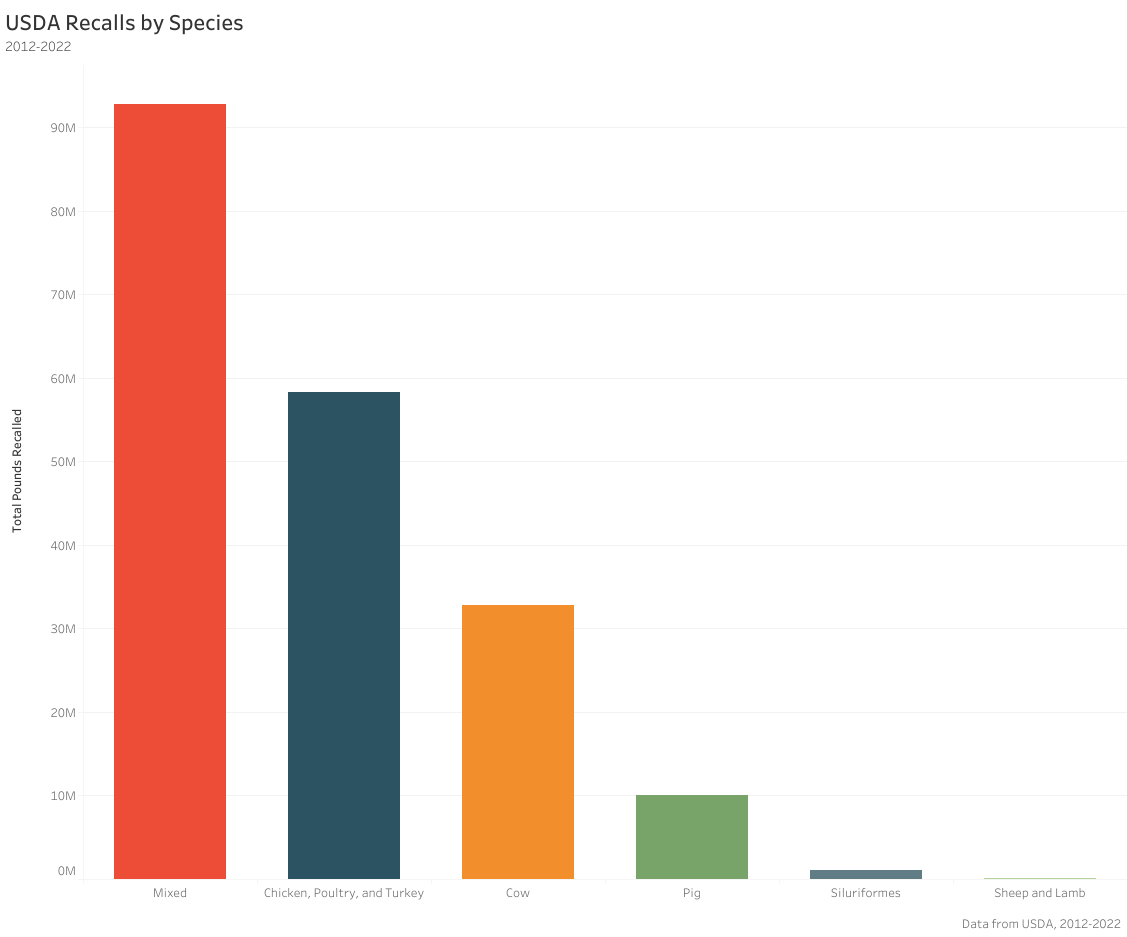 USDA Recalls by Species
2012-2022
Total Pounds Recalled
90M
80M
70M
60M
50M
40M
30M
20M
10M
0M
Mixed
Chicken, Poultry, and Turkey
Cow
Pig
Siluriformes
Sheep and Lamb
Data from USDA, 2012-2022